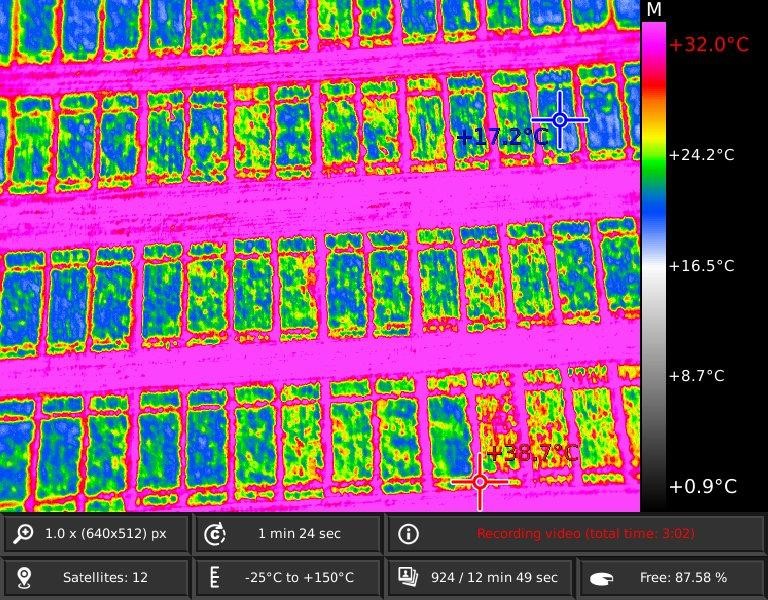 M
+32.0°C
+17.2°C
+24.2°C
+16.5°C
+8.7°C
+38.7°C
+0.9°C
1.0 x (640x512) px
1 min 24 sec
Recording video (total time: 3:02)
Satellites: 12
-25°C to +150°C
924 / 12 min 49 sec
Free: 87.58 %